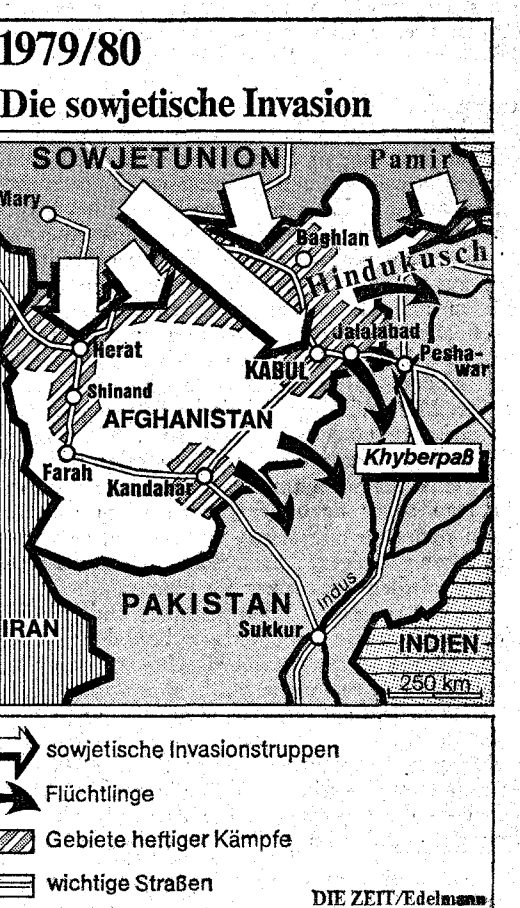 1979/80
Die sowjetische Invasion
SOWJETUNION
Pamir
Mary
Baghlan
Hindukusch
Jalalabad
Herat
KABUL
Pesha-
war
Shinand
AFGHANISTAN
Khyberpaß
Farah
Kandahar
Indus
PAKISTAN
IRAN
Sukkur
INDIEN
250 km
sowjetische Invasionstruppen
Flüchtlinge
Gebiete heftiger Kämpfe
wichtige Straßen
DIE ZEIT/Edelmann